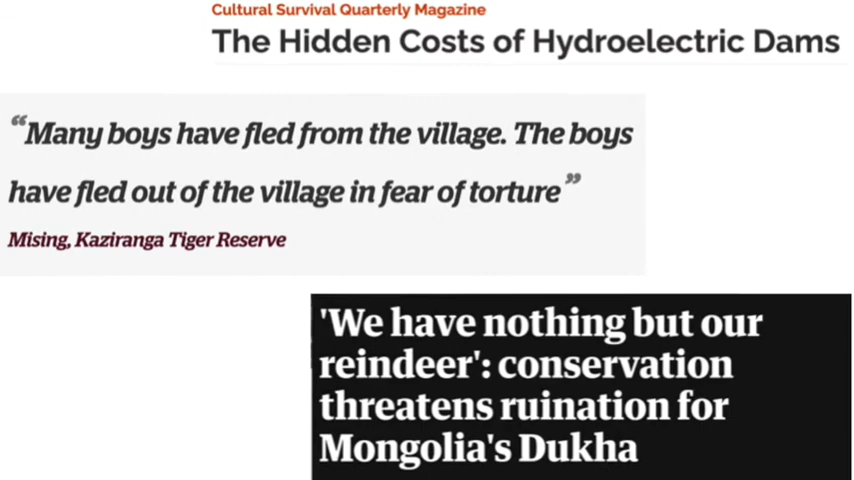 Cultural Survival Quarterly Magazine
The Hidden Costs of Hydroelectric Dams
“Many boys have fled from the village. The boys
have fled out of the village in fear of torture”
Mising, Kaziranga Tiger Reserve
'We have nothing but our
reindeer': conservation
threatens ruination for
Mongolia's Dukha